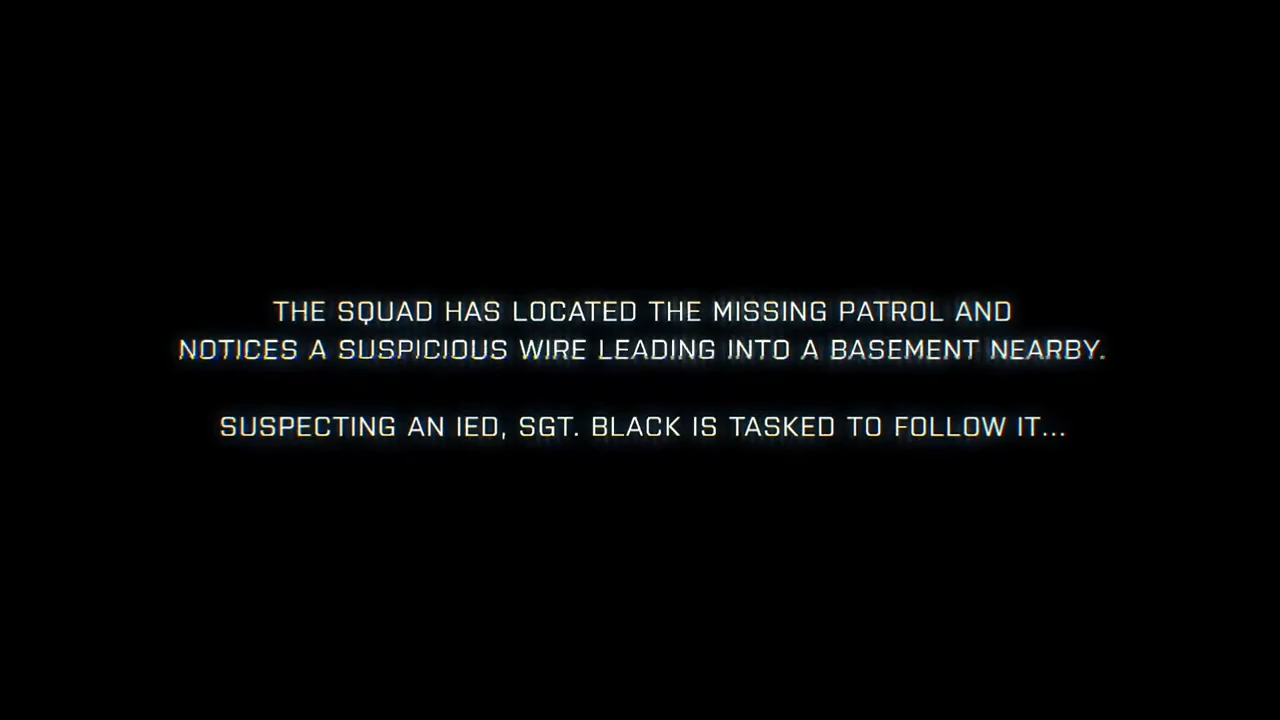 THE SQUAD HAS LOCATED THE MISSING PATROL AND
NOTICES A SUSPICIOUS WIRE LEADING INTO A BASEMENT NEARBY.
SUSPECTING AN IED, SGT. BLACK IS TASKED TO FOLLOW IT...